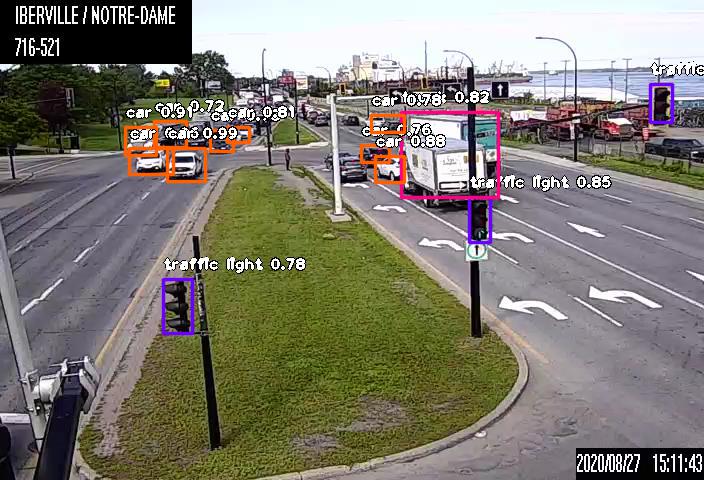 IBERVILLE / NOTRE-DAME
716-521
traffic
car 0.72
car 0.91
car 0.81
car 0.78
0.82
car 0.99
0.76
car 0.88
traffic light 0.85
traffic light 0.78
2020/08/27 15:11:43